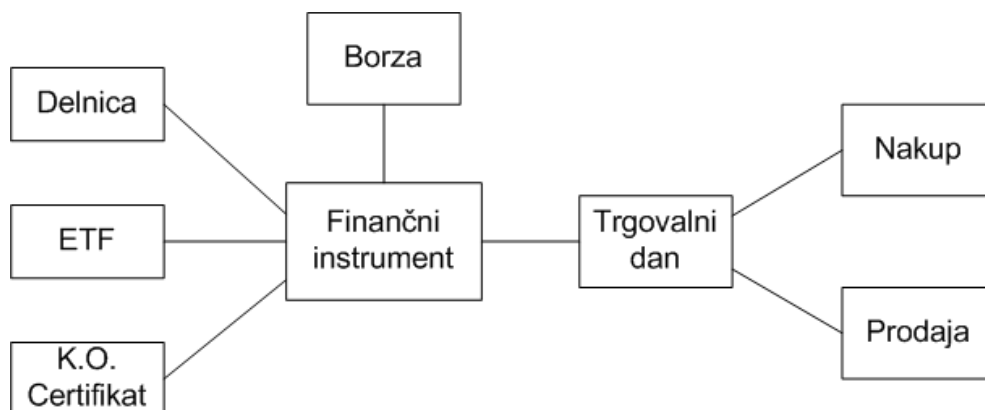 Borza
Delnica
Nakup
ETF
Finančni
instrument
Trgovalni
dan
Prodaja
K.O.
Certifikat